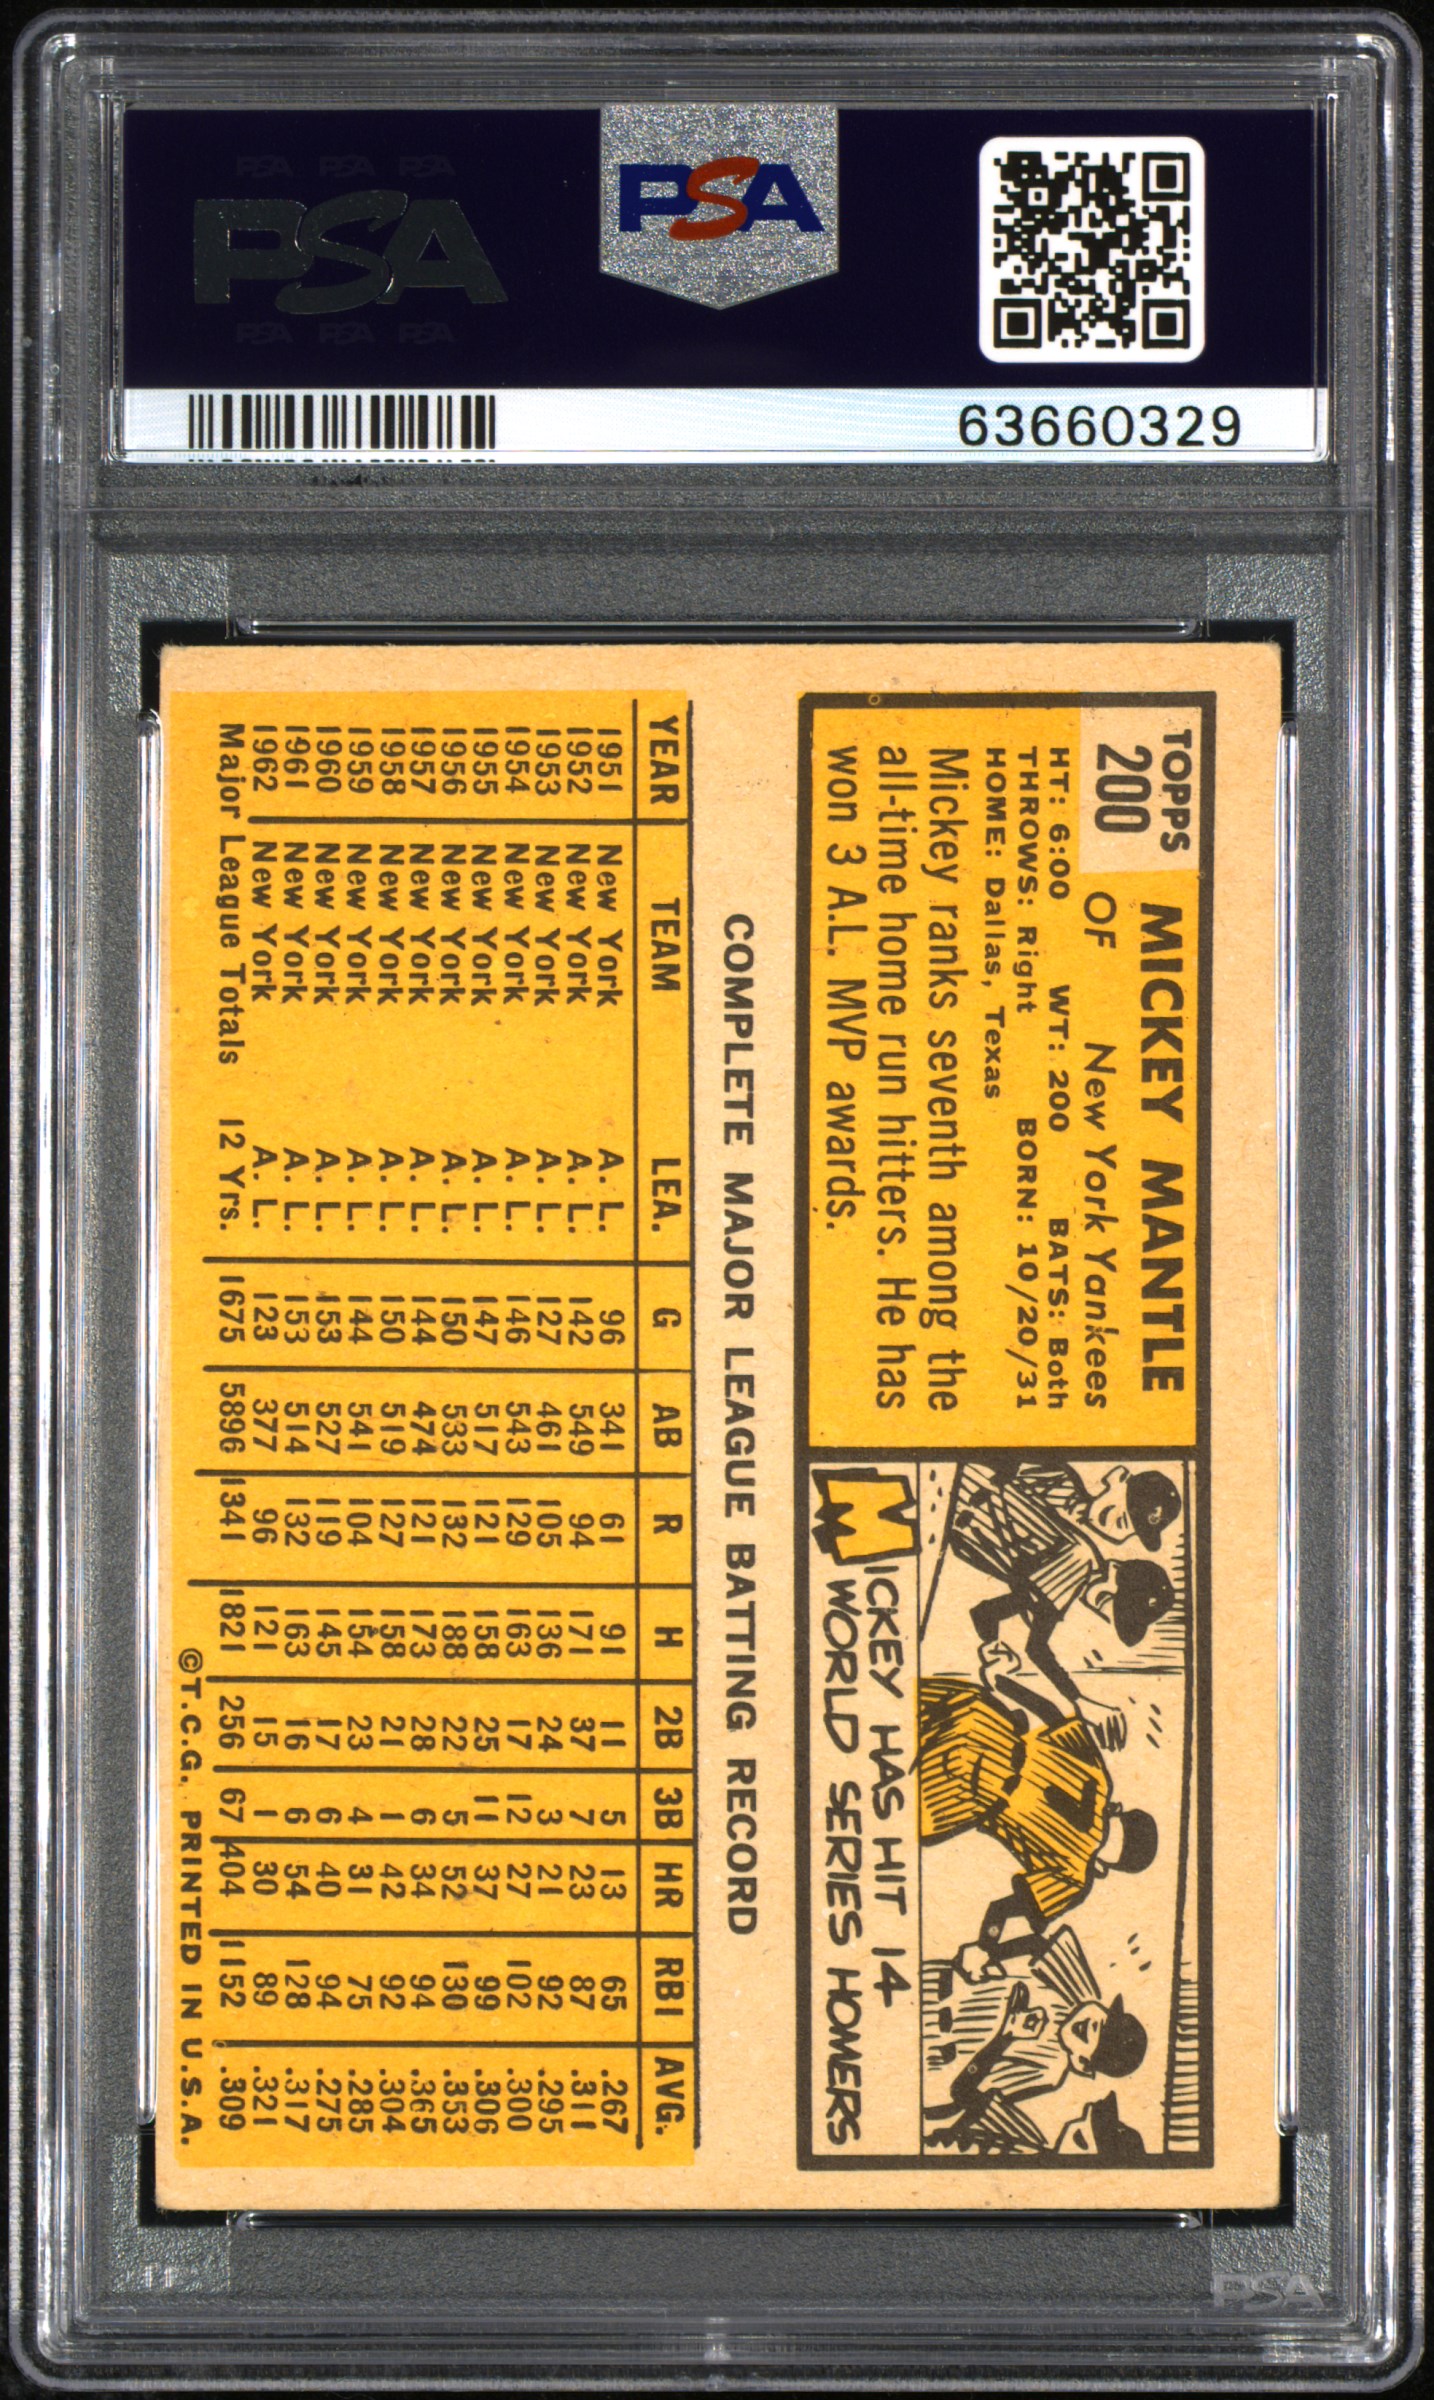 PSA PSA PSA
PSA
PSA PSA PSA
PSA
63660329
TOPPS
200
MICKEY MANTLE
OF New York Yankees
HT: 6:00 WT: 200 BATS: Both
THROWS: Right BORN: 10/20/31
HOME: Dallas, Texas
Mickey ranks seventh among the
all-time home run hitters. He has
won 3 A.L. MVP awards.
MICKEY HAS HIT 14
WORLD SERIES HOMERS
COMPLETE MAJOR LEAGUE BATTING RECORD
YEAR TEAM LEA. G AB R H 2B 3B HR RBI AVG.
1951 New York A. L. 96 341 61 91 11 5 13 65 .267
1952 New York A. L. 142 549 94 171 37 7 23 87 .311
1953 New York A. L. 127 461 105 136 24 3 21 92 .295
1954 New York A. L. 146 543 129 163 17 12 27 102 .300
1955 New York A. L. 147 517 121 158 25 11 37 99 .306
1956 New York A. L. 150 533 132 188 22 5 52 130 .353
1957 New York A. L. 144 474 121 173 28 6 34 94 .365
1958 New York A. L. 150 519 127 158 21 1 42 92 .304
1959 New York A. L. 144 541 104 154 23 4 31 75 .285
1960 New York A. L. 153 527 119 145 17 6 40 94 .275
1961 New York A. L. 153 514 132 163 16 6 54 128 .317
1962 New York A. L. 123 377 96 121 15 1 30 89 .321
Major League Totals 12 Yrs. 1675 5896 1341 1821 256 67 404 1152 .309
©T.C.G. PRINTED IN U.S.A.
PSA